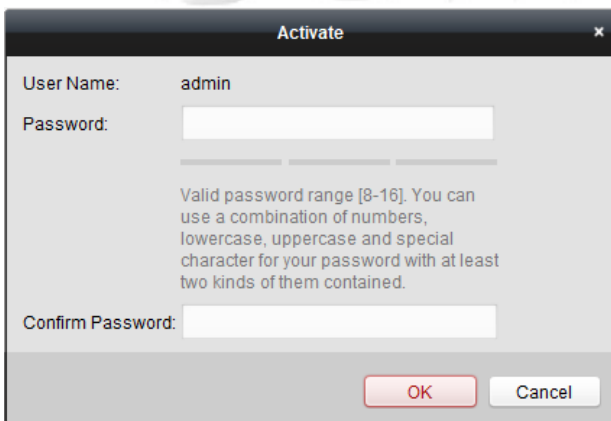 Activate ×
User Name: admin
Password:
Valid password range [8-16]. You can
use a combination of numbers,
lowercase, uppercase and special
character for your password with at least
two kinds of them contained.
Confirm Password:
OK Cancel